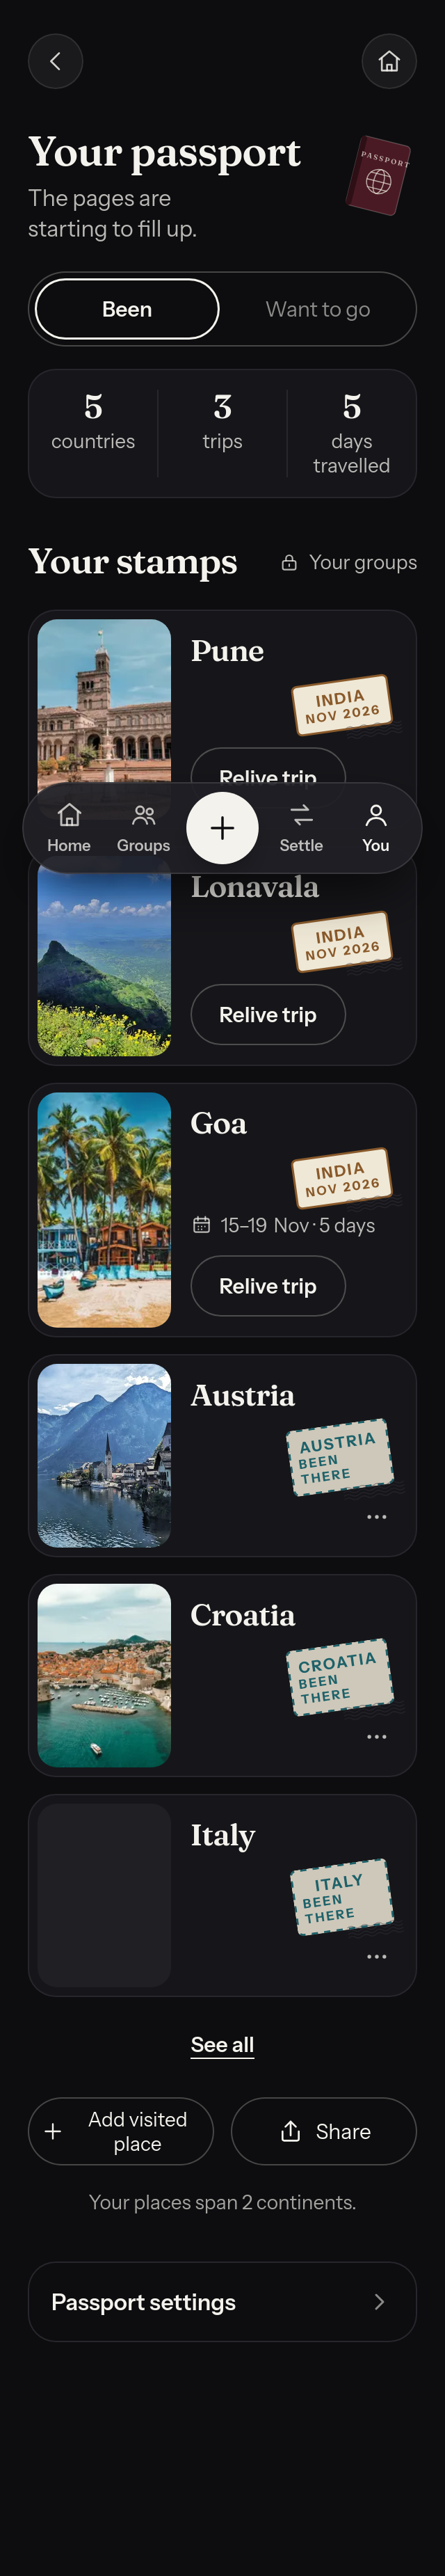 Your passport
PASSPORT
The pages are
starting to fill up.
Been
Want to go
5
countries
3
trips
5
days
travelled
Your stamps
Your groups
Pune
INDIA
NOV 2026
Relive trip
Home
Groups
Settle
You
Lonavala
INDIA
NOV 2026
Relive trip
Goa
INDIA
NOV 2026
15–19 Nov · 5 days
Relive trip
Austria
AUSTRIA
BEEN
THERE
Croatia
CROATIA
BEEN
THERE
Italy
ITALY
BEEN
THERE
See all
Add visited
place
Share
Your places span 2 continents.
Passport settings